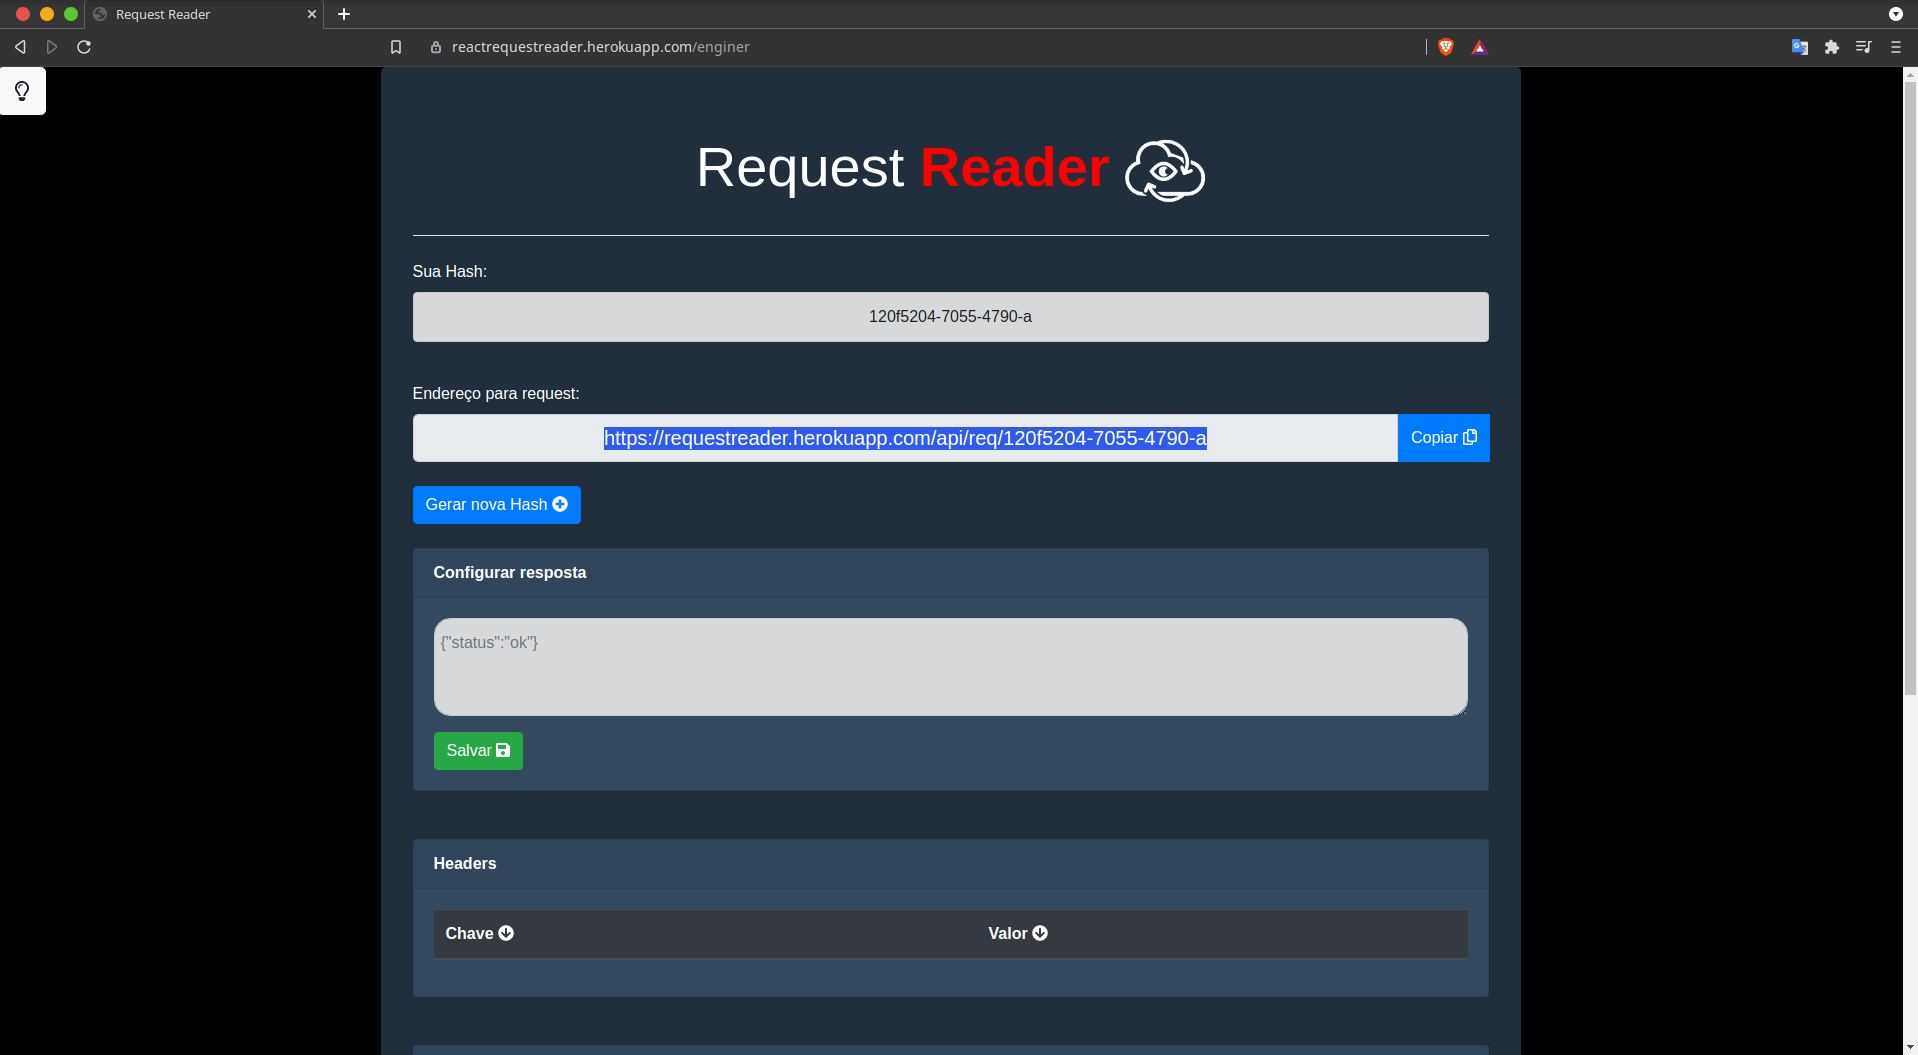 Request Reader
reactrequestreader.herokuapp.com/enginer
Request Reader
Sua Hash:
120f5204-7055-4790-a
Endereço para request:
https://requestreader.herokuapp.com/api/req/120f5204-7055-4790-a
Copiar
Gerar nova Hash
Configurar resposta
{"status":"ok"}
Salvar
Headers
Chave Valor